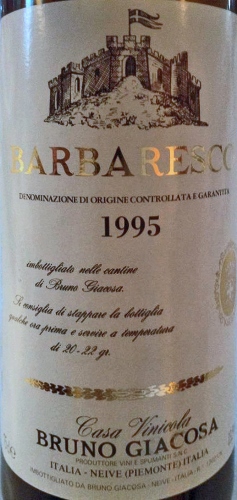 BARBARESCO
DENOMINAZIONE DI ORIGINE CONTROLLATA E GARANTITA
1995
imbottigliato nelle cantine
di Bruno Giacosa.
Si consiglia di stappare la bottiglia
qualche ora prima e servire a temperatura
di 20-22 gr.
Casa Vinicola
BRUNO GIACOSA
PRODUTTORE VINI E SPUMANTI S.N.C.
ITALIA - NEIVE (PIEMONTE) ITALIA
IMBOTTIGLIATO DA BRUNO GIACOSA - NEIVE - ITALIA